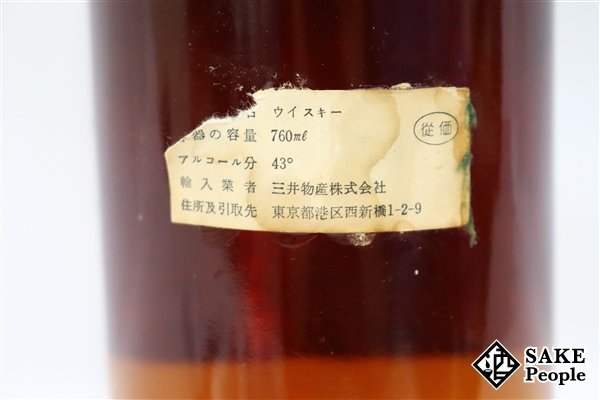 ウイスキー
従価
器の容量 760ml
アルコール分 43°
輸入業者 三井物産株式会社
住所及引取先 東京都港区西新橋1-2-9
酒 SAKE
People